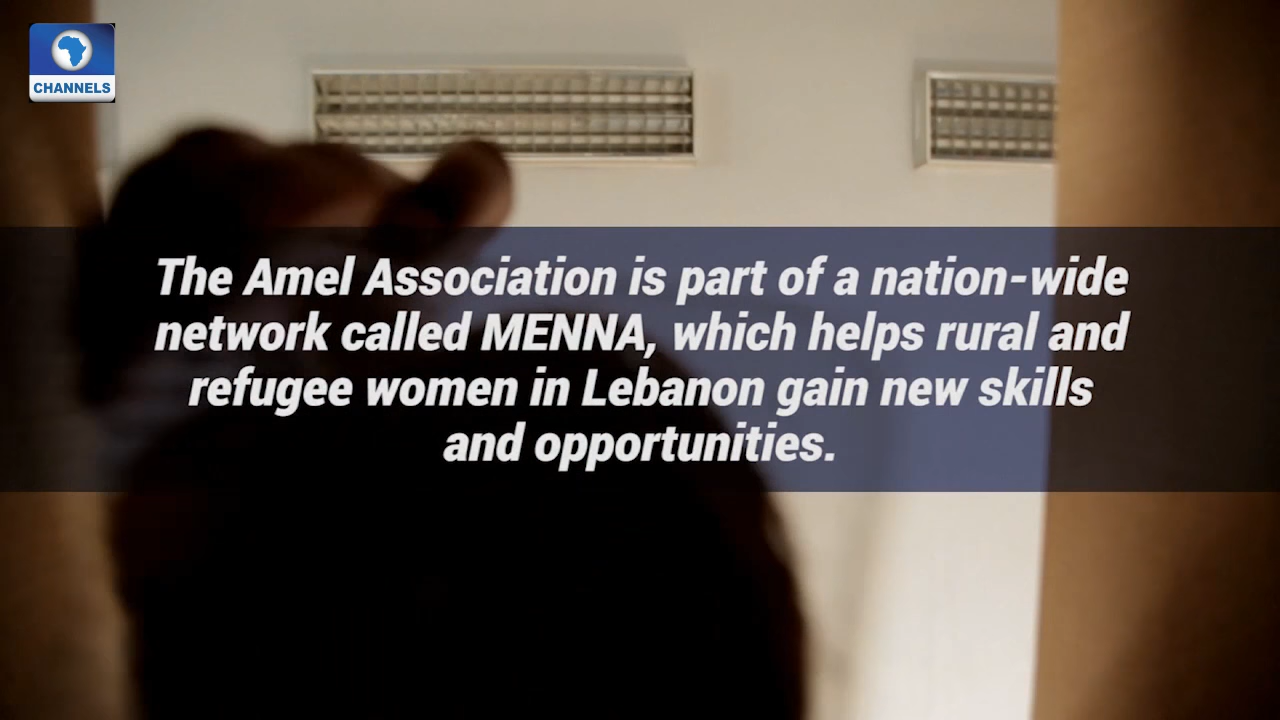 CHANNELS
The Amel Association is part of a nation-wide
network called MENNA, which helps rural and
refugee women in Lebanon gain new skills
and opportunities.